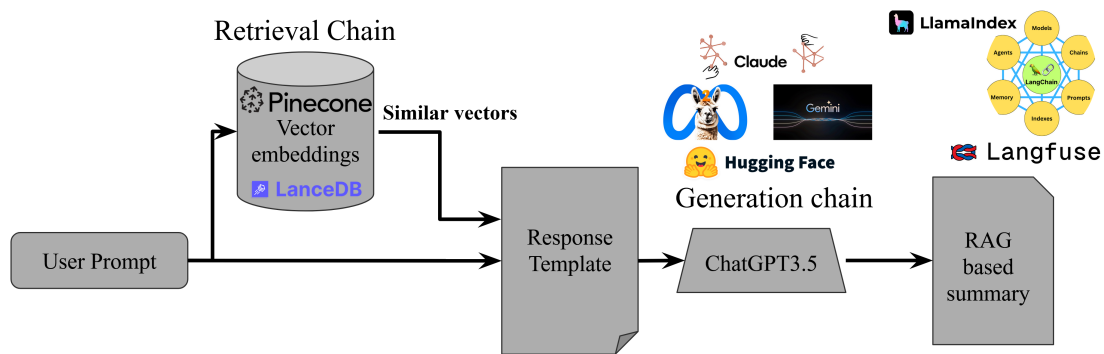 Retrieval Chain
Pinecone
Vector
embeddings
LanceDB
Similar vectors
User Prompt
Response
Template
Claude
Gemini
Hugging Face
Generation chain
ChatGPT3.5
LlamaIndex
Models
Agents
Chains
LangChain
Memory
Prompts
Indexes
Langfuse
RAG
based
summary